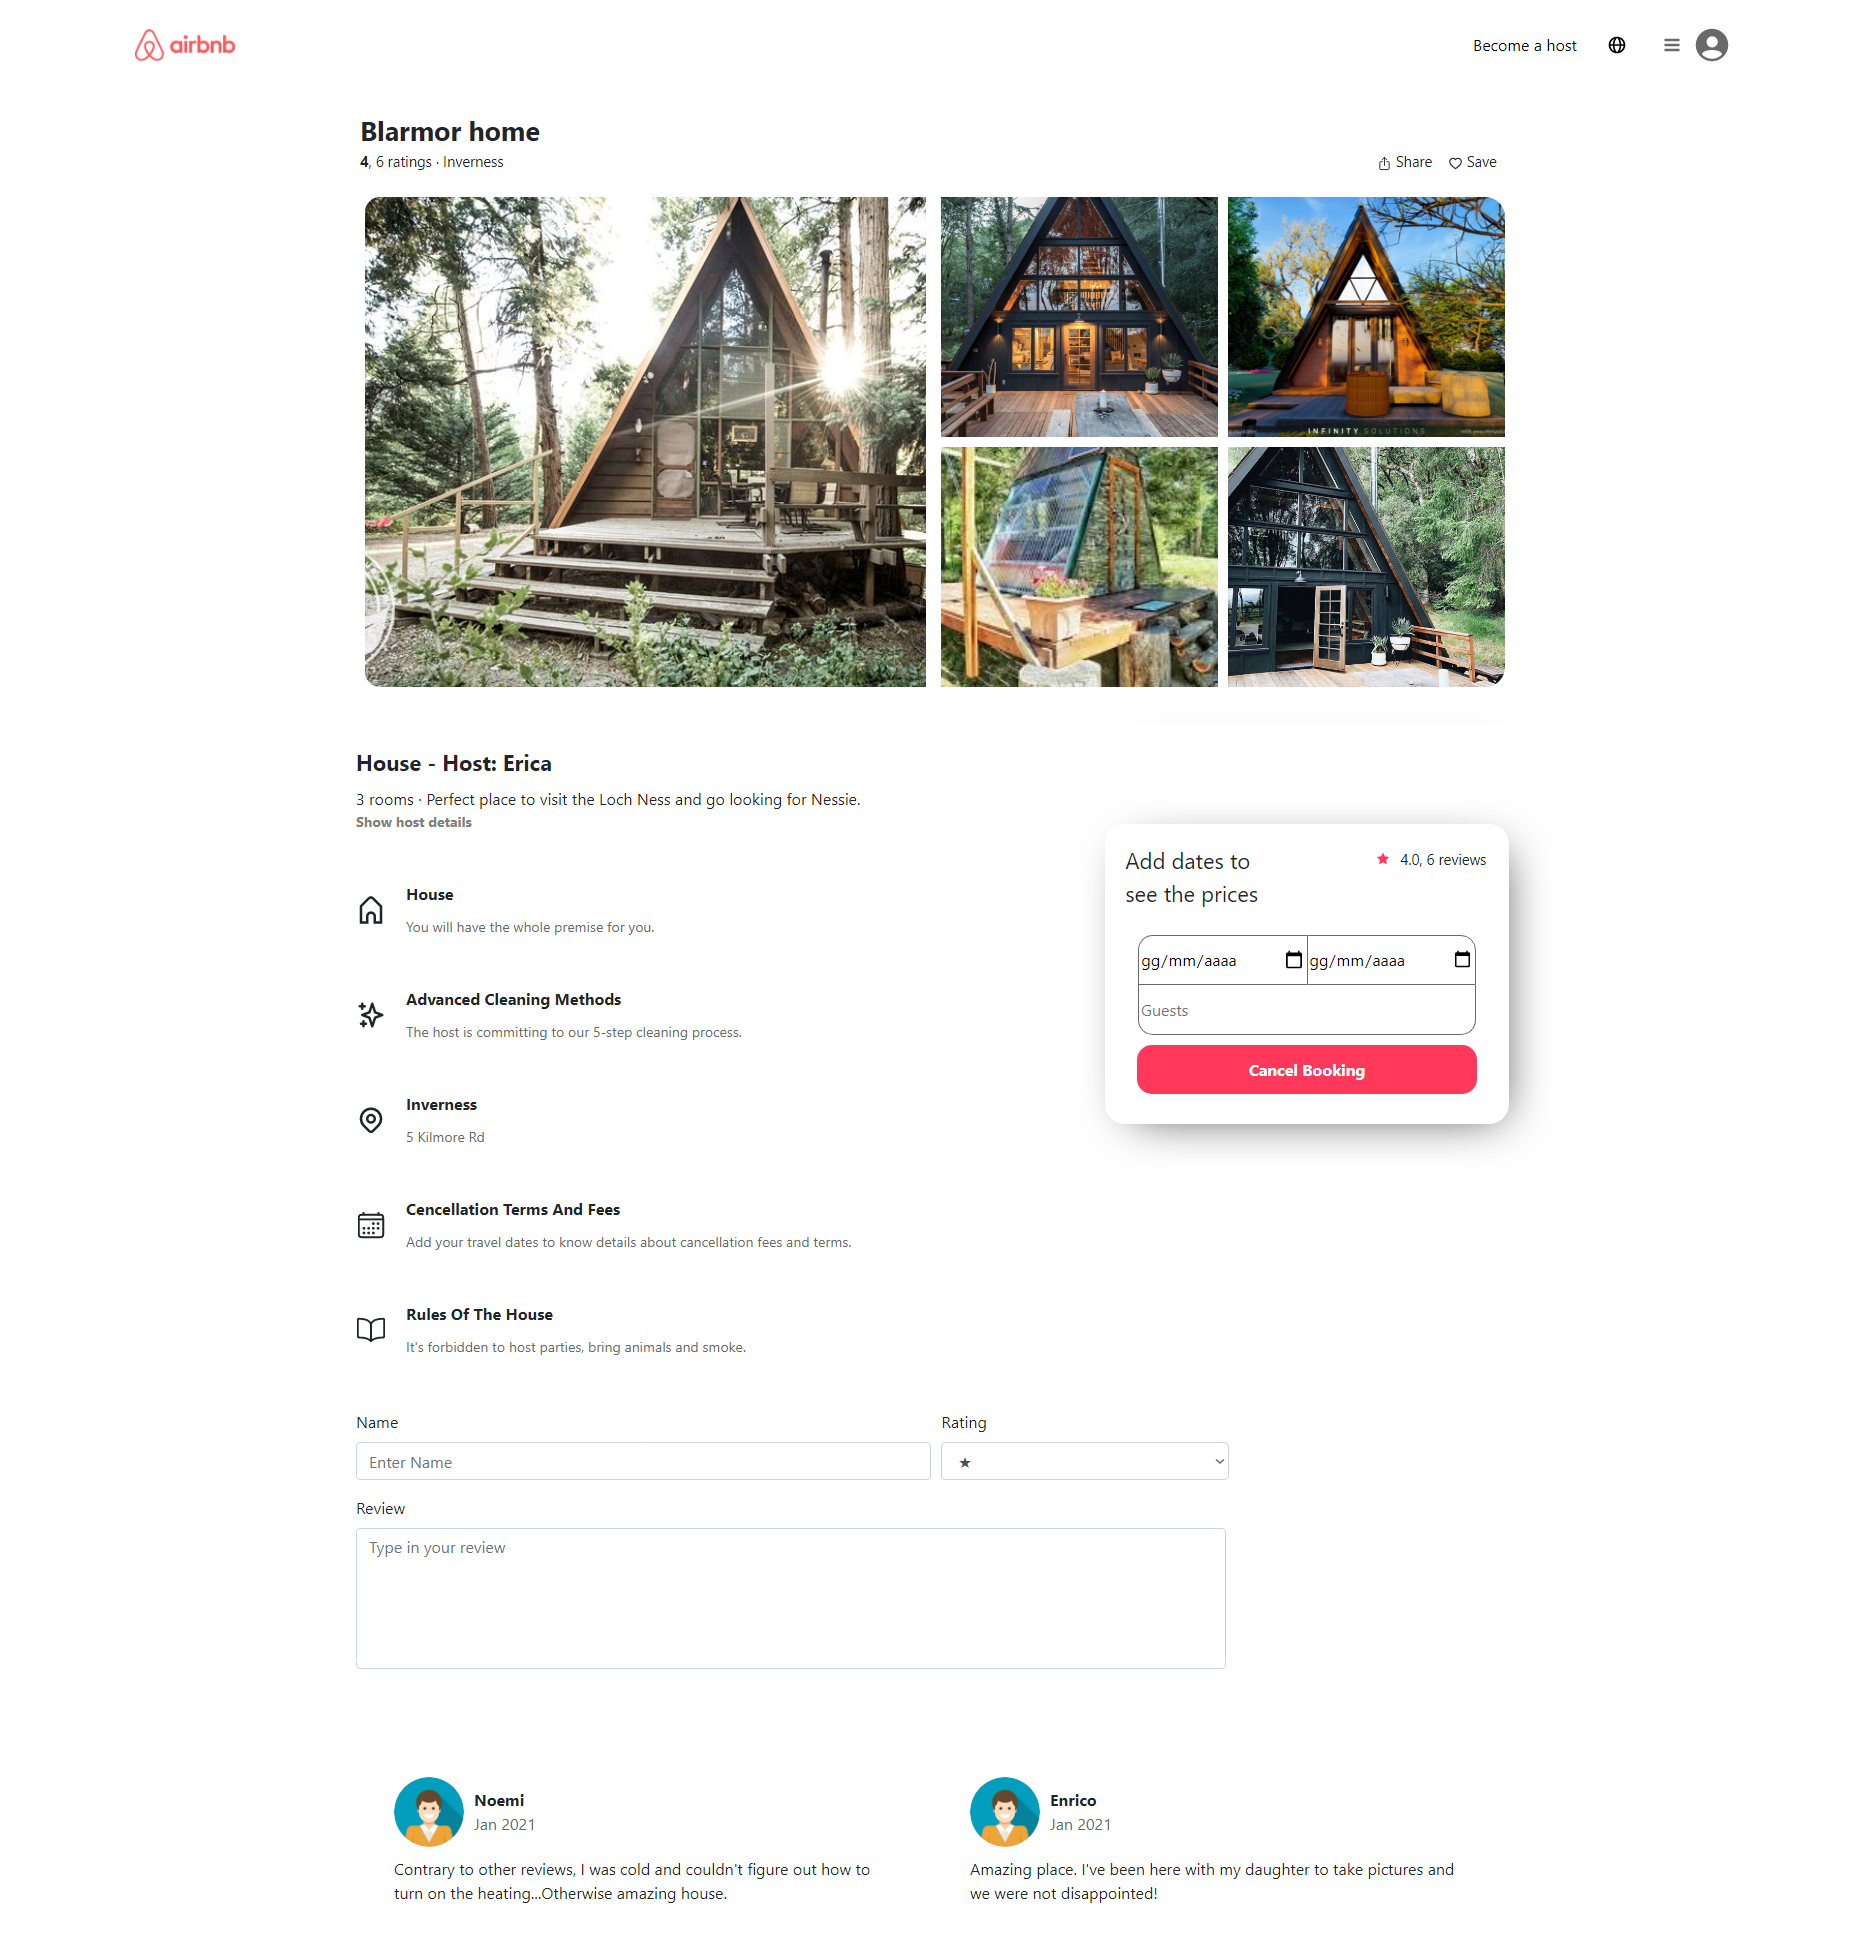 airbnb
Become a host
Blarmor home
4, 6 ratings · Inverness
Share
Save
INFINITY SOLUTIONS
House - Host: Erica
3 rooms · Perfect place to visit the Loch Ness and go looking for Nessie.
Show host details
House
You will have the whole premise for you.
Advanced Cleaning Methods
The host is committing to our 5-step cleaning process.
Inverness
5 Kilmore Rd
Cencellation Terms And Fees
Add your travel dates to know details about cancellation fees and terms.
Rules Of The House
It's forbidden to host parties, bring animals and smoke.
Add dates to
see the prices
★ 4.0, 6 reviews
gg/mm/aaaa
gg/mm/aaaa
Guests
Cancel Booking
Name
Rating
Enter Name
★
Review
Type in your review
Noemi
Jan 2021
Contrary to other reviews, I was cold and couldn't figure out how to
turn on the heating...Otherwise amazing house.
Enrico
Jan 2021
Amazing place. I've been here with my daughter to take pictures and
we were not disappointed!